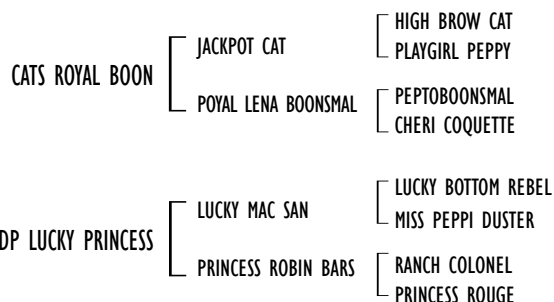 HIGH BROW CAT
JACKPOT CAT
PLAYGIRL PEPPY
CATS ROYAL BOON
PEPTOBOONSMAL
POYAL LENA BOONSMAL
CHERI COQUETTE
LUCKY BOTTOM REBEL
LUCKY MAC SAN
MISS PEPPI DUSTER
DP LUCKY PRINCESS
RANCH COLONEL
PRINCESS ROBIN BARS
PRINCESS ROUGE